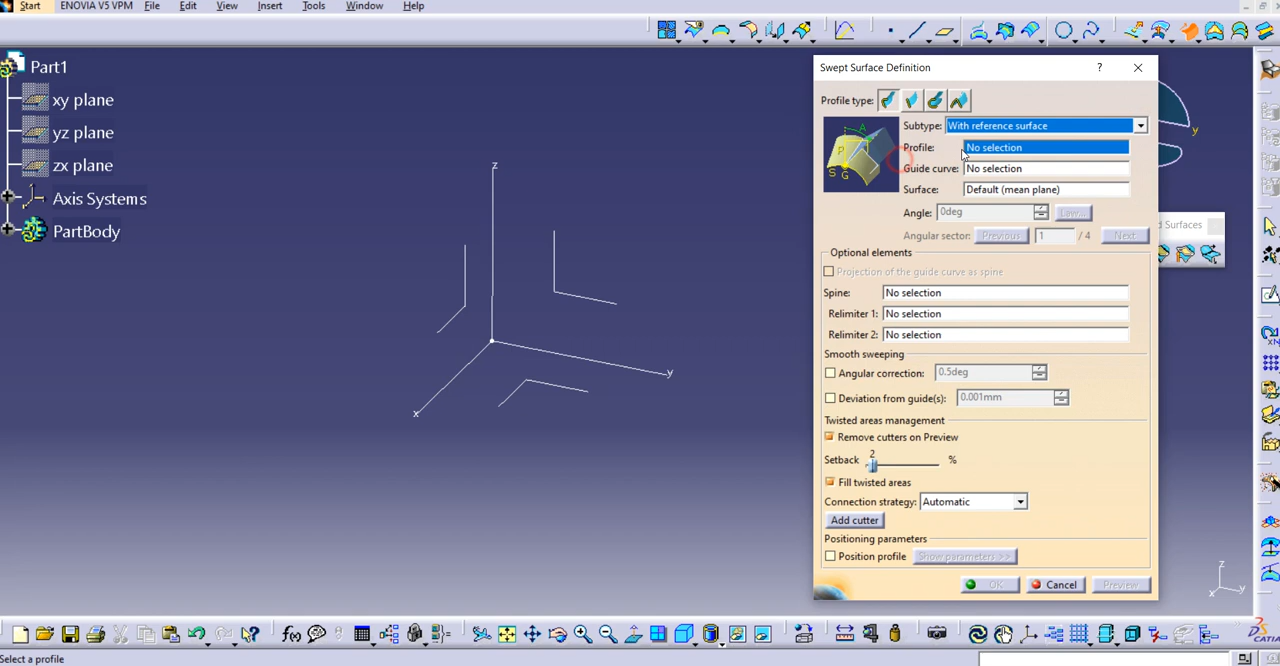 Start ENOVIA V5 VPM File Edit View Insert Tools Window Help
Part1
xy plane
yz plane
zx plane
Axis Systems
PartBody
z
y
x
Swept Surface Definition ?
Profile type:
Subtype: With reference surface
Profile: No selection
Guide curve: No selection
Surface: Default (mean plane)
Angle: 0deg Law...
Angular sector: Previous 1 / 4 Next
Optional elements
Projection of the guide curve as spine
Spine: No selection
Relimiter 1: No selection
Relimiter 2: No selection
Smooth sweeping
Angular correction: 0.5deg
Deviation from guide(s): 0.001mm
Twisted areas management
Remove cutters on Preview
Setback 2 %
Fill twisted areas
Connection strategy: Automatic
Add cutter
Positioning parameters
Position profile Show parameters >>
OK Cancel Preview
A
P
S G
y
d Surfaces
z
x y
f(x)
Select a profile
CATIA